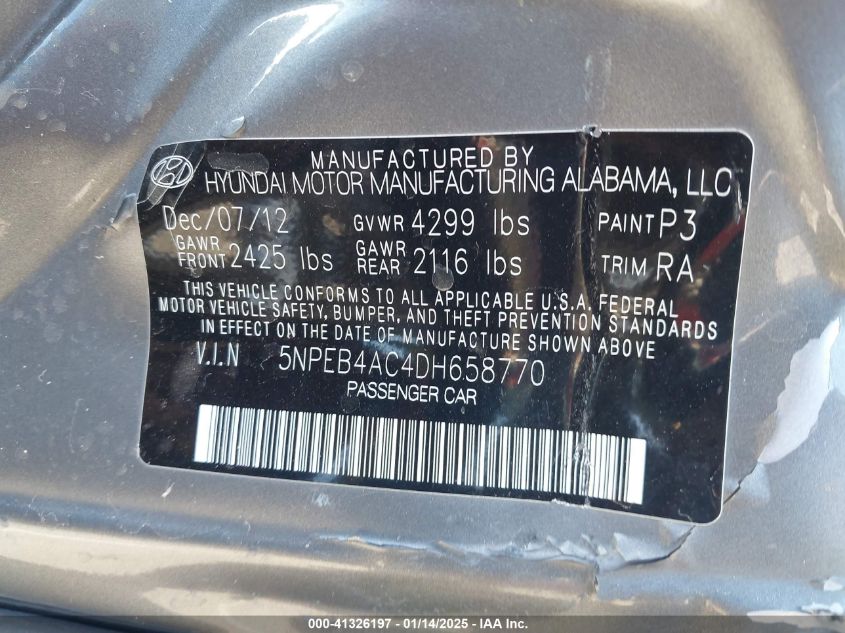 MANUFACTURED BY
HYUNDAI MOTOR MANUFACTURING ALABAMA, LLC
Dec/07/12 GVWR 4299 lbs PAINT P3
GAWR FRONT 2425 lbs GAWR REAR 2116 lbs TRIM RA
THIS VEHICLE CONFORMS TO ALL APPLICABLE U.S.A. FEDERAL
MOTOR VEHICLE SAFETY, BUMPER, AND THEFT PREVENTION STANDARDS
IN EFFECT ON THE DATE OF MANUFACTURE SHOWN ABOVE
V.I.N 5NPEB4AC4DH658770
PASSENGER CAR
000-41326197 - 01/14/2025 - IAA, Inc.